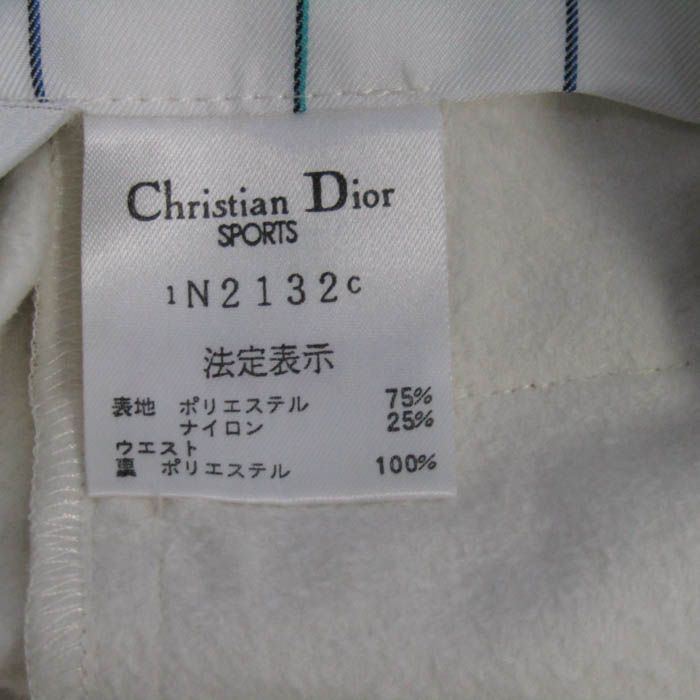 Christian Dior
SPORTS
1N2132c
法定表示
表地 ポリエステル 75%
ナイロン 25%
ウエスト
裏 ポリエステル 100%